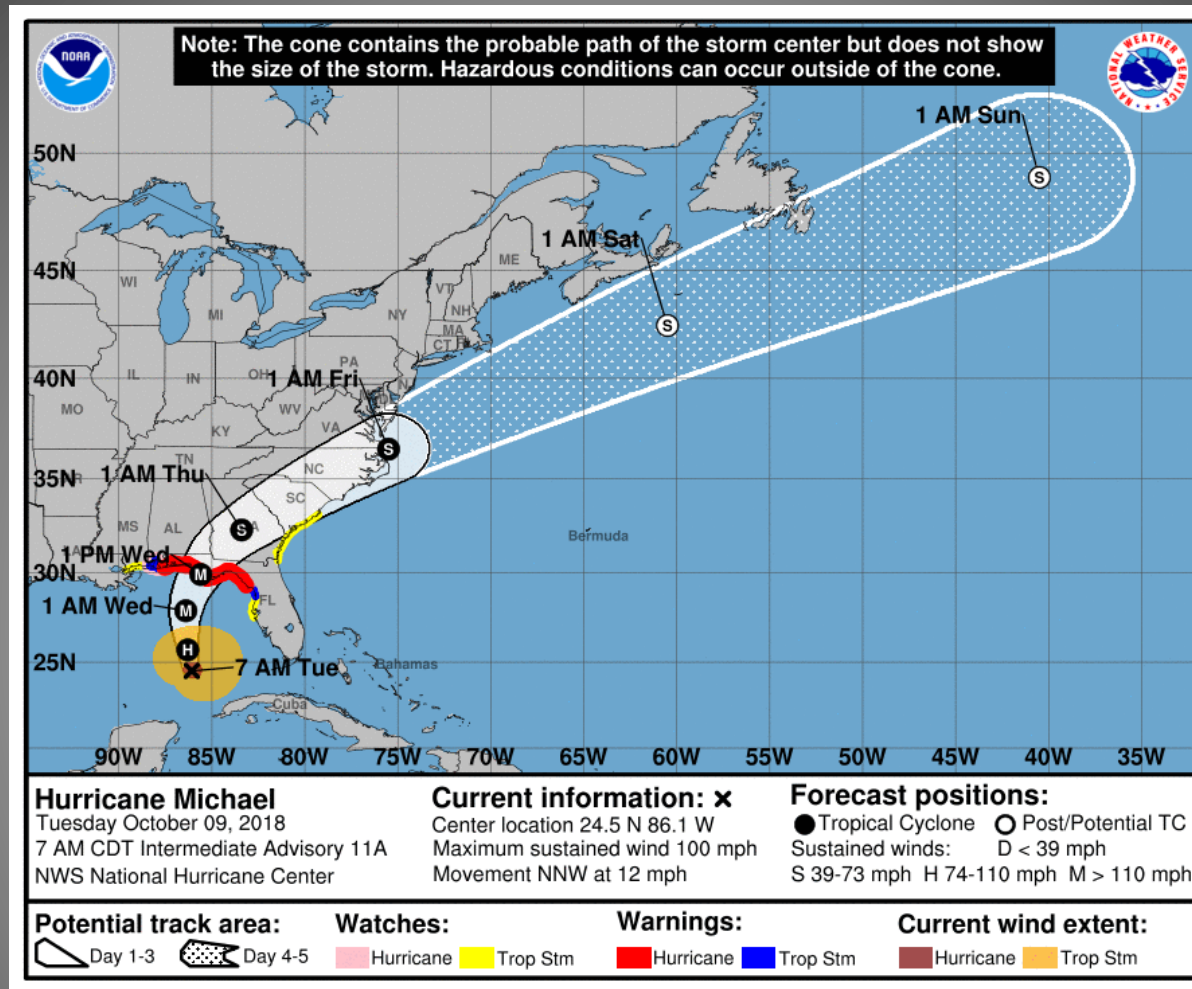 Note: The cone contains the probable path of the storm center but does not show
the size of the storm. Hazardous conditions can occur outside of the cone.
NOAA
NATIONAL WEATHER SERVICE
1 AM Sun
50N
1 AM Sat
45N
ME
WI
VT
NH
MI
NY
MA
CT
PA
40N
IL
IN
OH
1 AM Fri
MO
WV
VA
KY
TN
NC
35N
1 AM Thu
SC
MS
AL
Bermuda
1 PM Wed
30N
FL
1 AM Wed
25N
7 AM Tue
Bahamas
Cuba
S
S
S
S
M
M
H
90W 85W 80W 75W 70W 65W 60W 55W 50W 45W 40W 35W
Hurricane Michael
Tuesday October 09, 2018
7 AM CDT Intermediate Advisory 11A
NWS National Hurricane Center
Current information: ×
Center location 24.5 N 86.1 W
Maximum sustained wind 100 mph
Movement NNW at 12 mph
Forecast positions:
Tropical Cyclone Post/Potential TC
Sustained winds: D < 39 mph
S 39-73 mph H 74-110 mph M > 110 mph
Potential track area:
Day 1-3 Day 4-5
Watches:
Hurricane Trop Stm
Warnings:
Hurricane Trop Stm
Current wind extent:
Hurricane Trop Stm